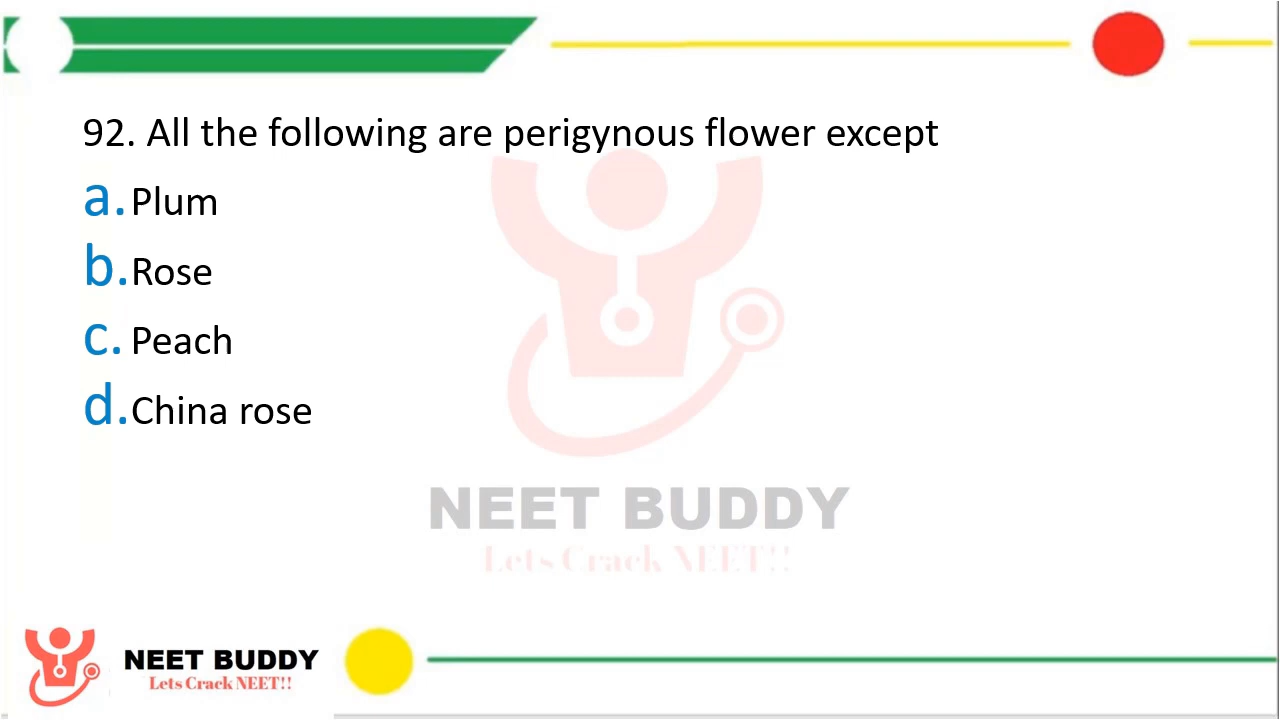 92. All the following are perigynous flower except
a. Plum
b. Rose
c. Peach
d. China rose
NEET BUDDY
Lets Crack NEET!!
NEET BUDDY
Lets Crack NEET!!